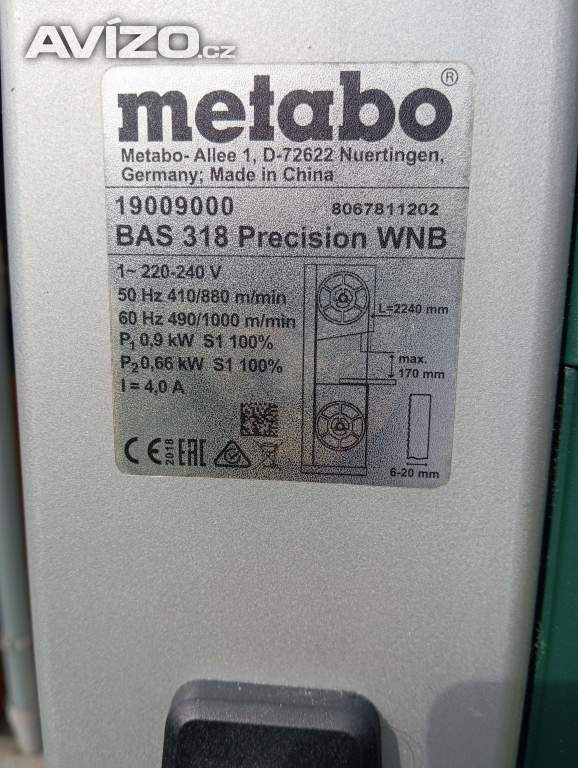 AVÍZO.cz
metabo®
Metabo- Allee 1, D-72622 Nuertingen,
Germany; Made in China
19009000 8067811202
BAS 318 Precision WNB
1~ 220-240 V
50 Hz 410/880 m/min
60 Hz 490/1000 m/min
P1 0,9 kW S1 100%
P2 0,66 kW S1 100%
I = 4,0 A
L=2240 mm
max.
170 mm
CE 2018 EAC
6-20 mm